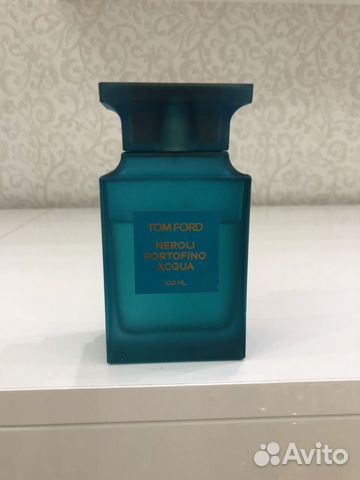 TOM FORD
NEROLI
PORTOFINO
ACQUA
100 ML
Avito